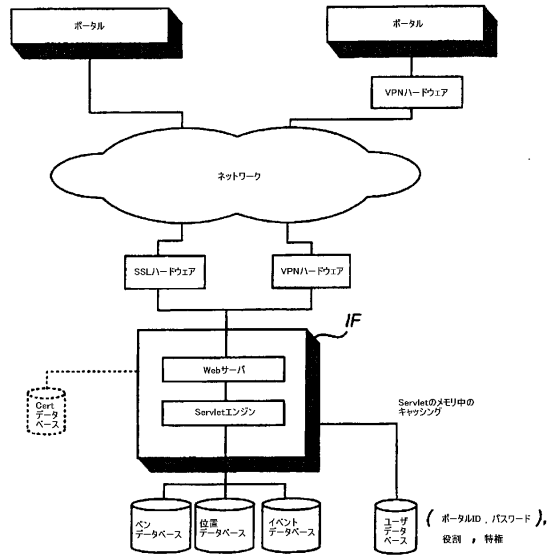 ポータル
ポータル
VPNハードウェア
ネットワーク
SSLハードウェア
VPNハードウェア
IF
Webサーバ
Servletエンジン
Cert
データ
ベース
Servletのメモリ中の
キャッシング
ペン
データベース
位置
データベース
イベント
データベース
ユーザ
データ
ベース
( ポータルID , パスワード ),
役割 , 特権